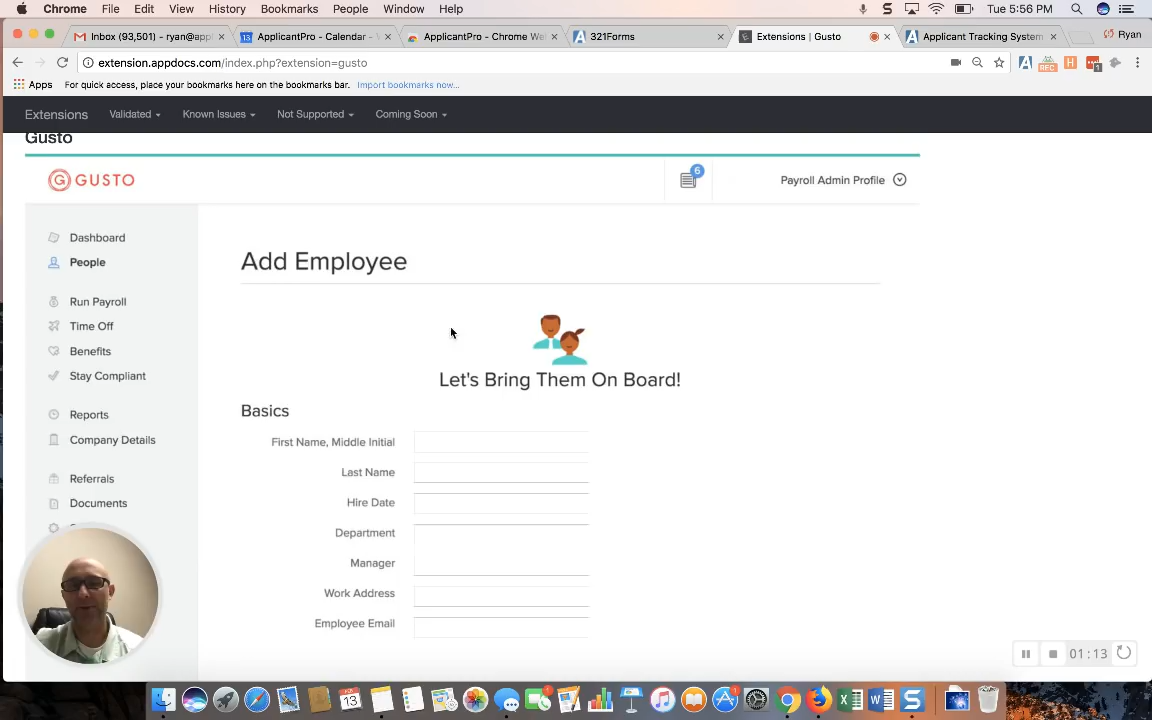 Chrome File Edit View History Bookmarks People Window Help Tue 5:56 PM
Inbox (93,501) — ryan@appl × ApplicantPro - Calendar - × ApplicantPro - Chrome Wel × 321Forms × Extensions | Gusto × Applicant Tracking System × Ryan
extension.appdocs.com/index.php?extension=gusto
Apps For quick access, place your bookmarks here on the bookmarks bar. Import bookmarks now...
Extensions Validated Known Issues Not Supported Coming Soon
Gusto
G GUSTO 6 Payroll Admin Profile
Dashboard
People
Run Payroll
Time Off
Benefits
Stay Compliant
Reports
Company Details
Referrals
Documents
Add Employee
Let's Bring Them On Board!
Basics
First Name, Middle Initial
Last Name
Hire Date
Department
Manager
Work Address
Employee Email
01:13